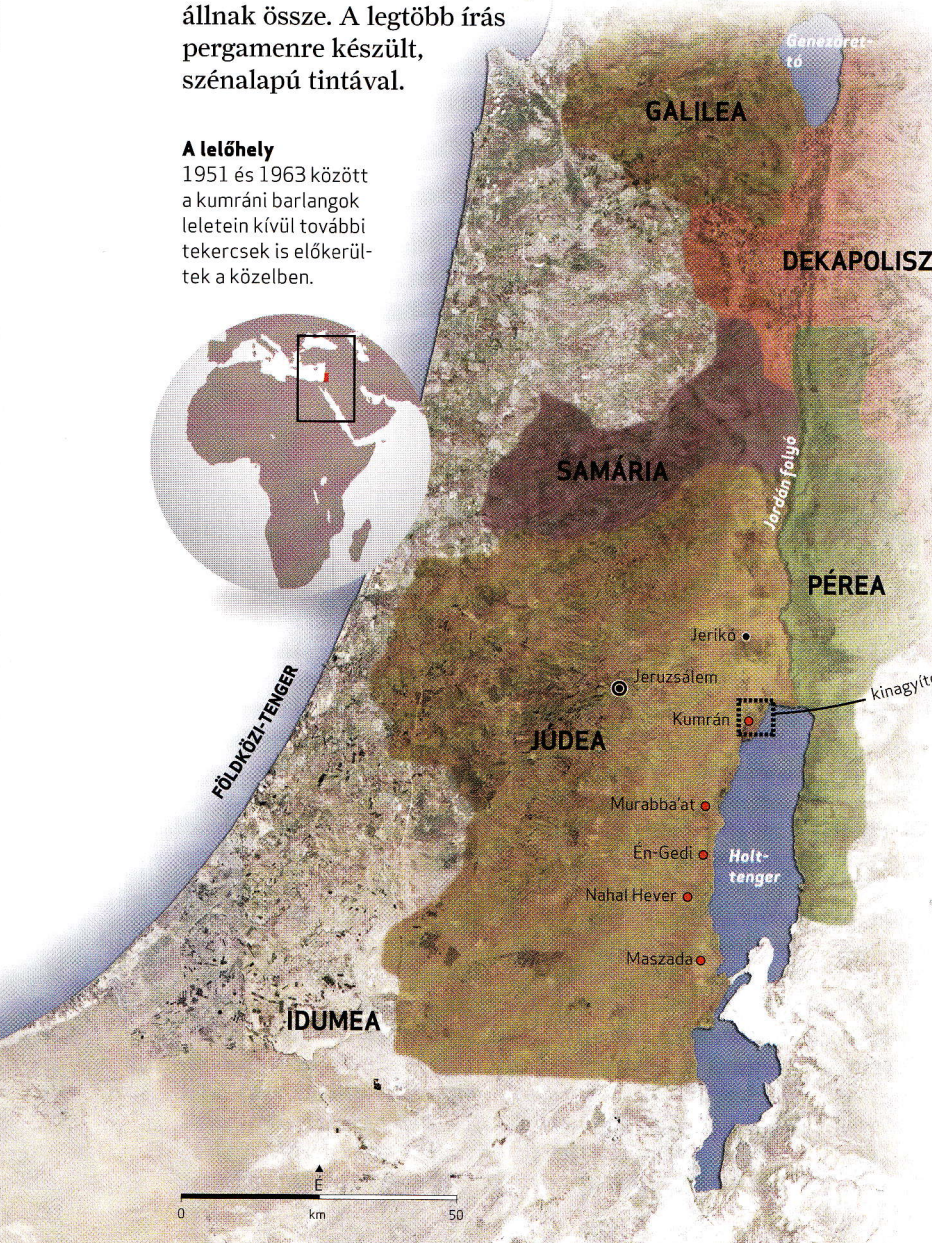 állnak össze. A legtöbb írás
pergamenre készült,
szénalapú tintával.
A lelőhely
1951 és 1963 között
a kumráni barlangok
leletein kívül további
tekercsek is előkerül-
tek a közelben.
Genezáret-
tó
GALILEA
DEKAPOLISZ
SAMÁRIA
Jordán folyó
PÉREA
Jerikó
Jeruzsálem
Kumrán
JÚDEA
FÖLDKÖZI-TENGER
Murabba'at
Én-Gedi
Holt-
tenger
Nahal Hever
Maszada
IDUMEA
É
0 km 50